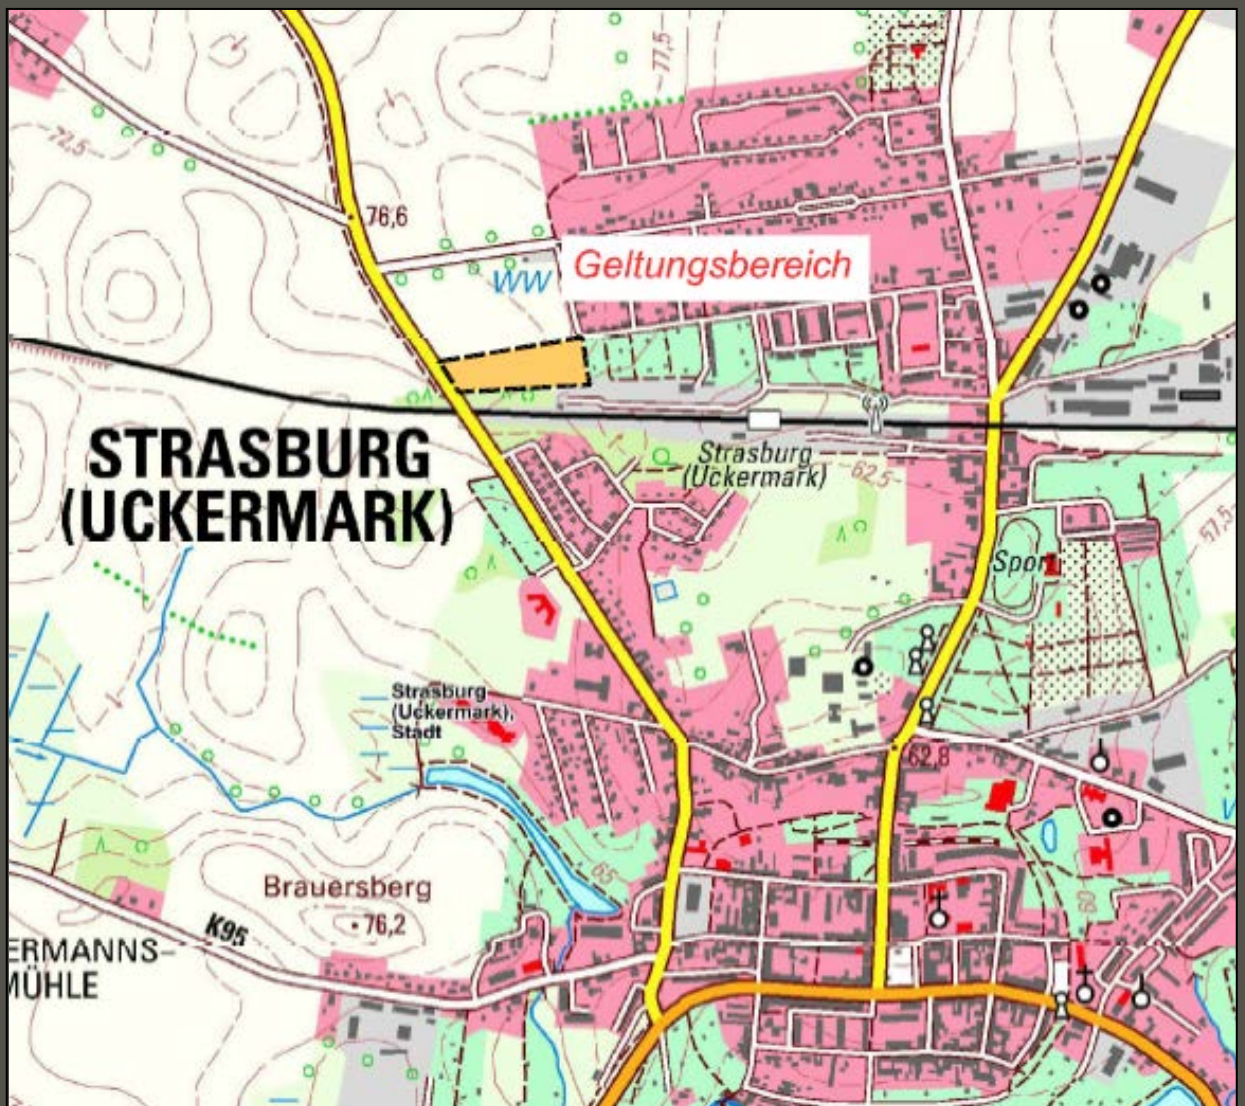 77,5
72,5
76,6
WW
Geltungsbereich
STRASBURG
(UCKERMARK)
Strasburg
(Uckermark)
62,5
57,5
Sport
Strasburg
(Uckermark),
Stadt
62,8
65
60
Brauersberg
76,2
K95
ERMANNS-
MÜHLE